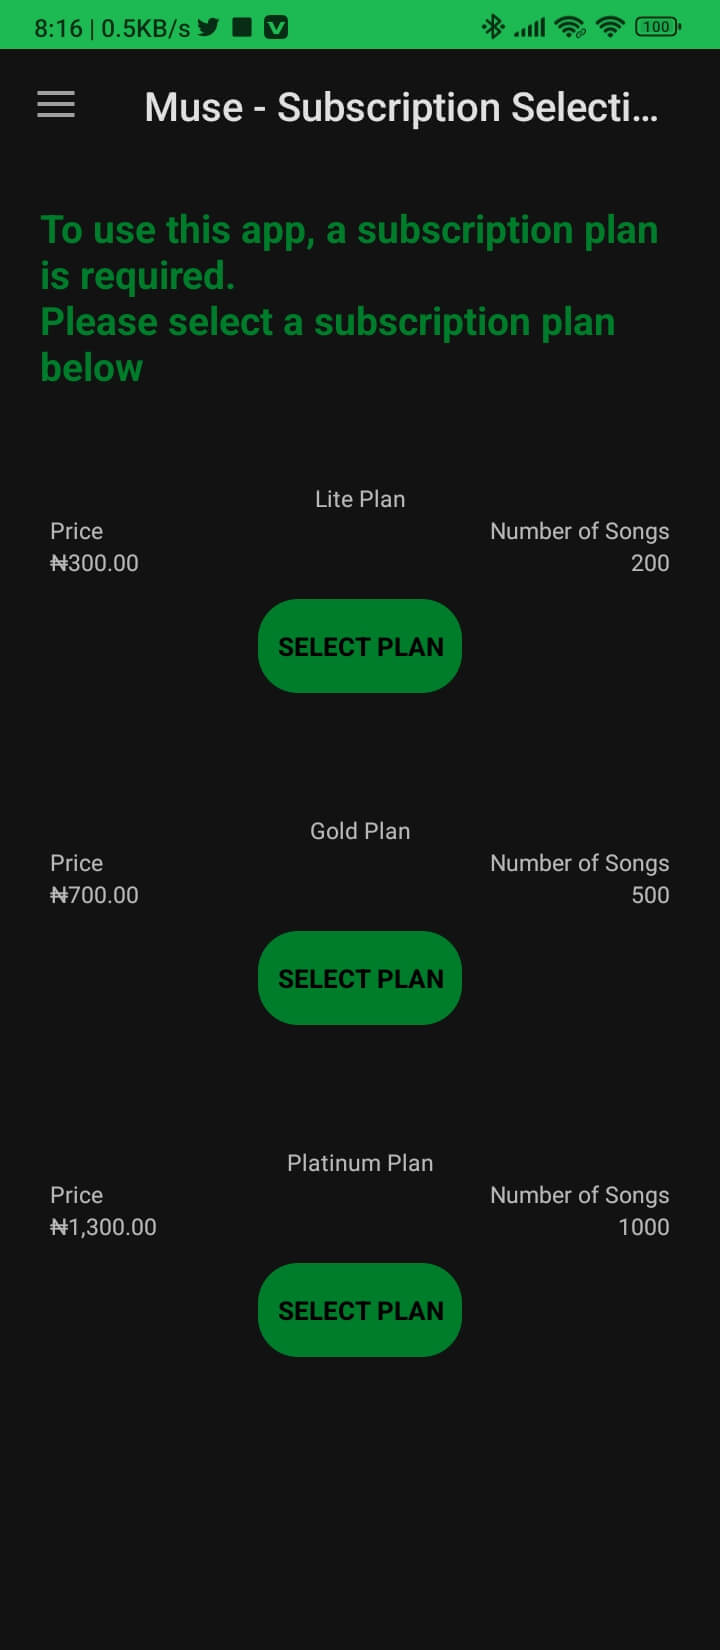 8:16 | 0.5KB/s
100
Muse - Subscription Selecti...
To use this app, a subscription plan
is required.
Please select a subscription plan
below
Lite Plan
Price Number of Songs
₦300.00 200
SELECT PLAN
Gold Plan
Price Number of Songs
₦700.00 500
SELECT PLAN
Platinum Plan
Price Number of Songs
₦1,300.00 1000
SELECT PLAN